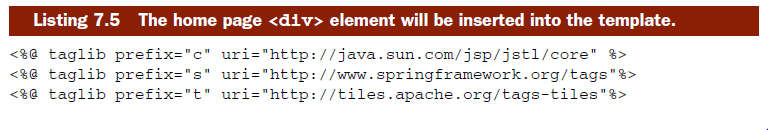 Listing 7.5 The home page <div> element will be inserted into the template.
<%@ taglib prefix="c" uri="http://java.sun.com/jsp/jstl/core" %>
<%@ taglib prefix="s" uri="http://www.springframework.org/tags"%>
<%@ taglib prefix="t" uri="http://tiles.apache.org/tags-tiles"%>